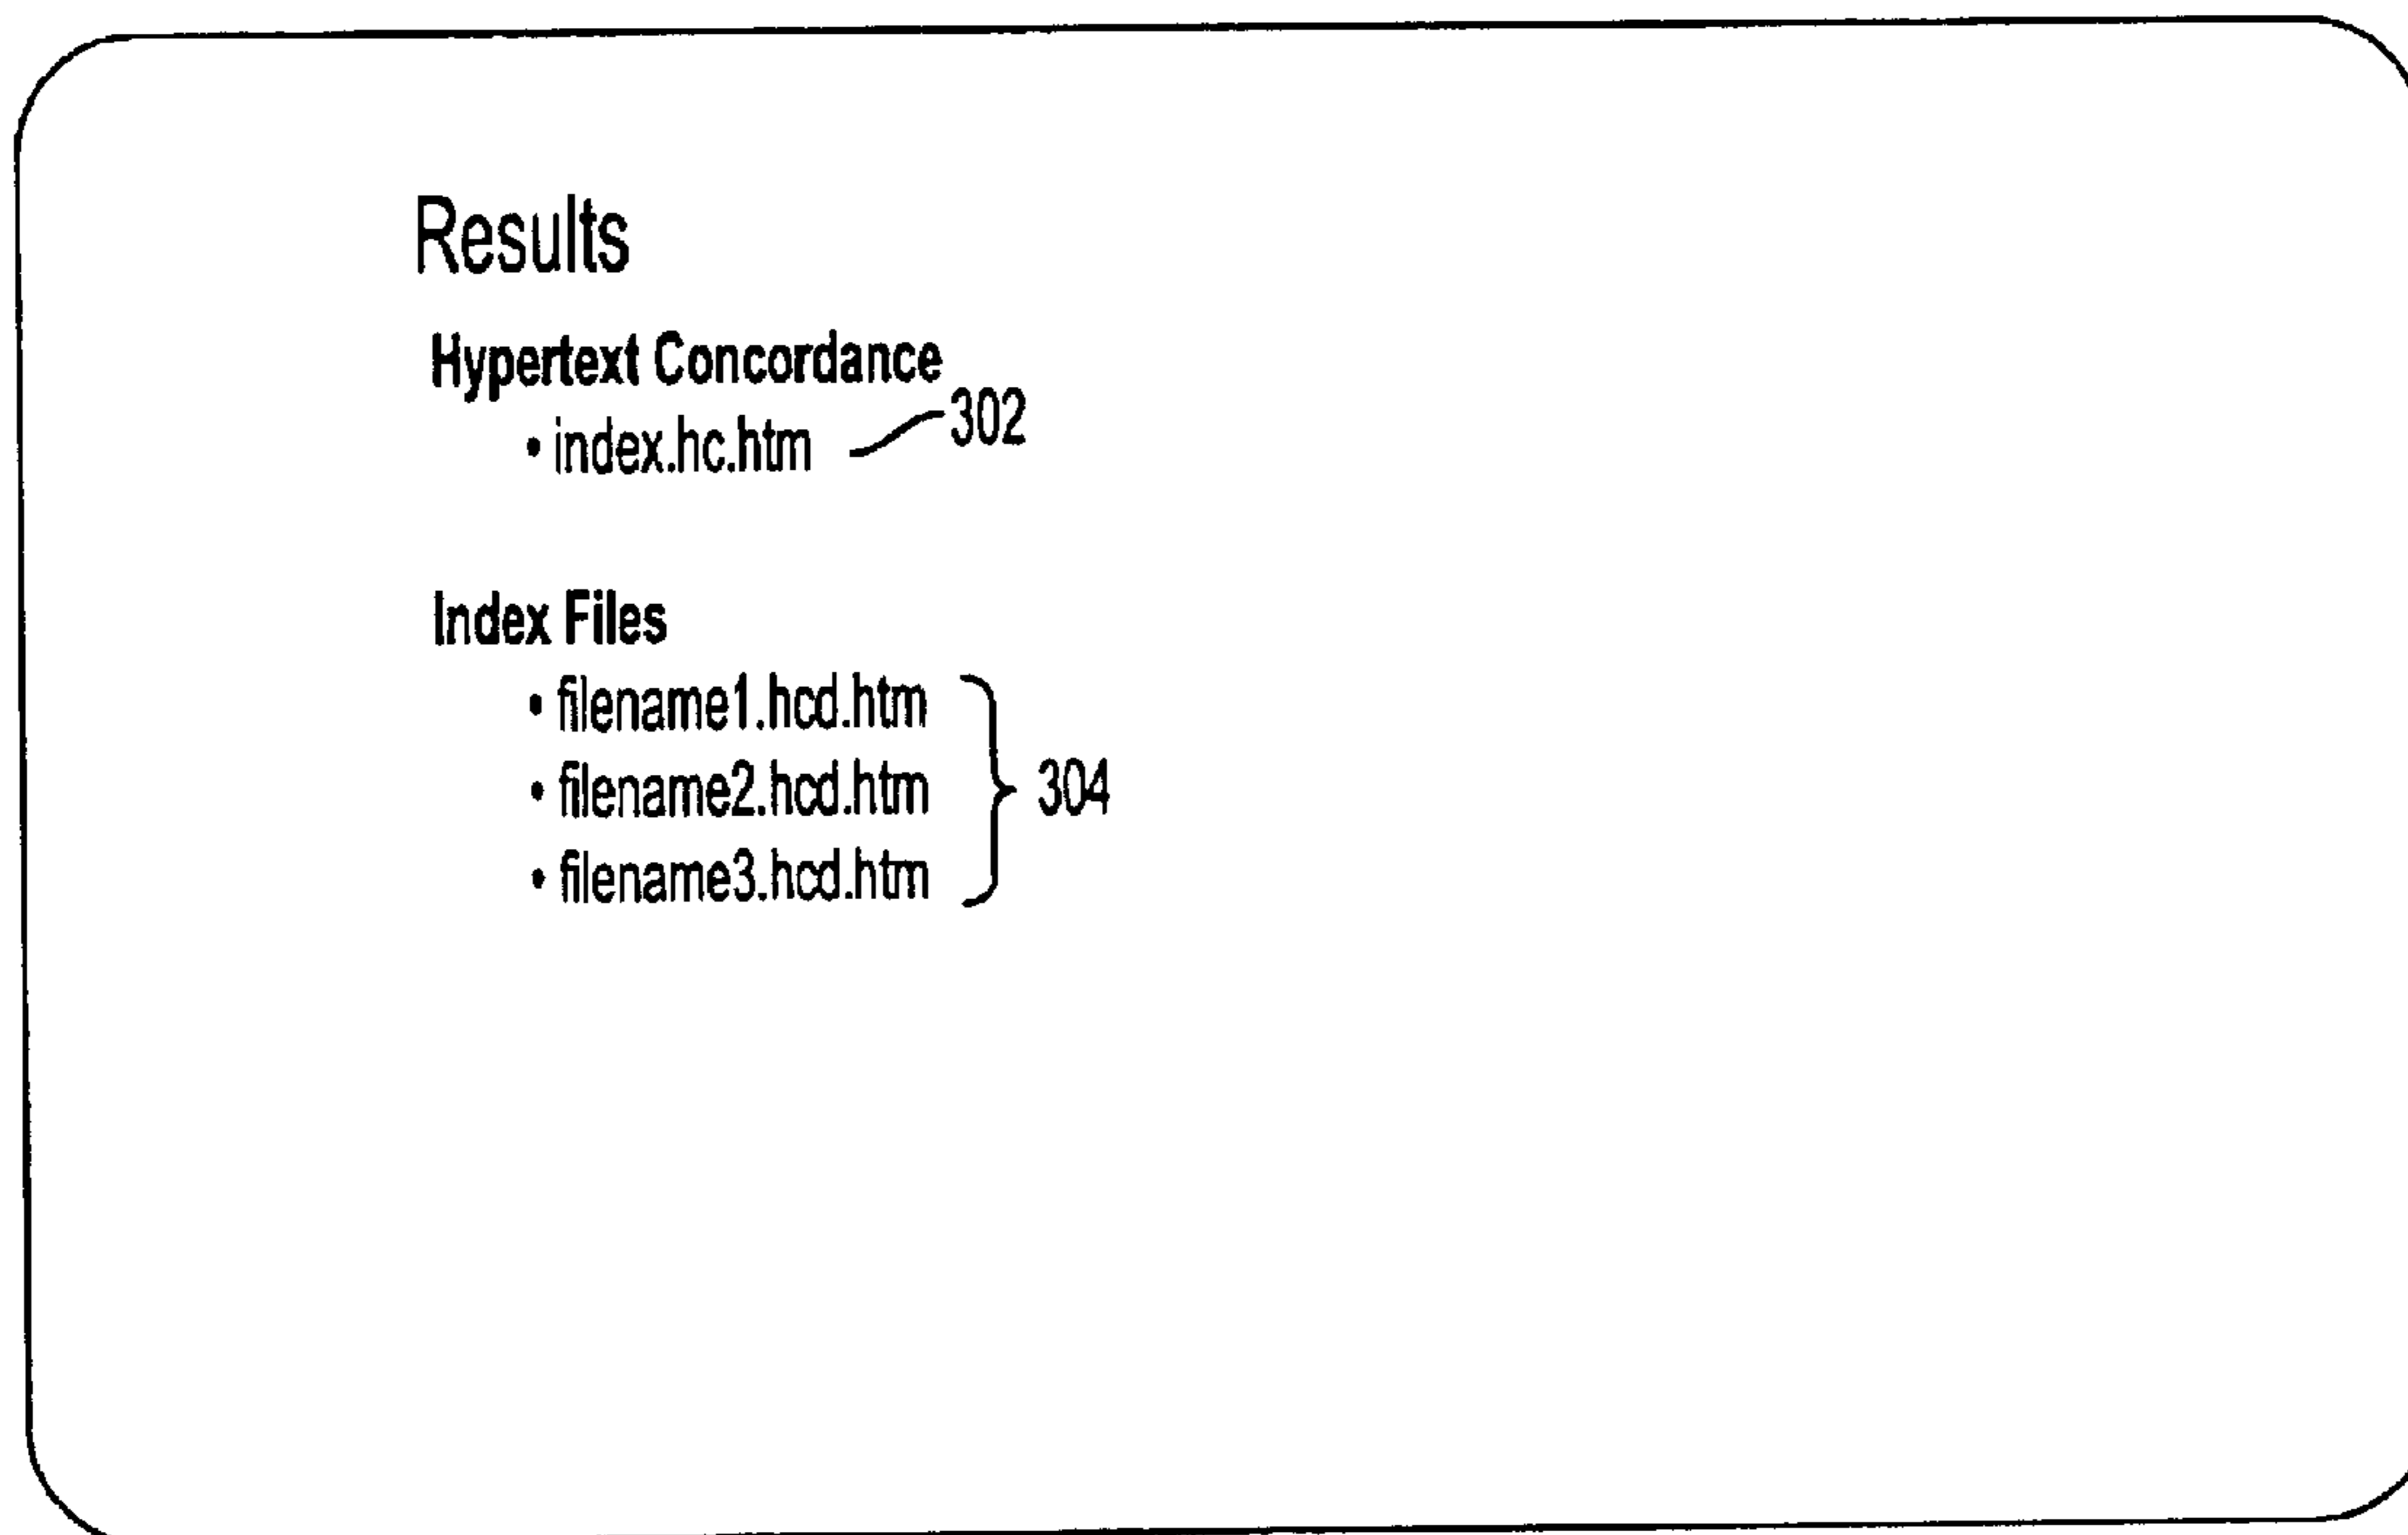 Results
Hypertext Concordance
• index.hc.htm 302
Index Files
• filename1.hcd.htm
• filename2.hcd.htm 304
• filename3.hcd.htm